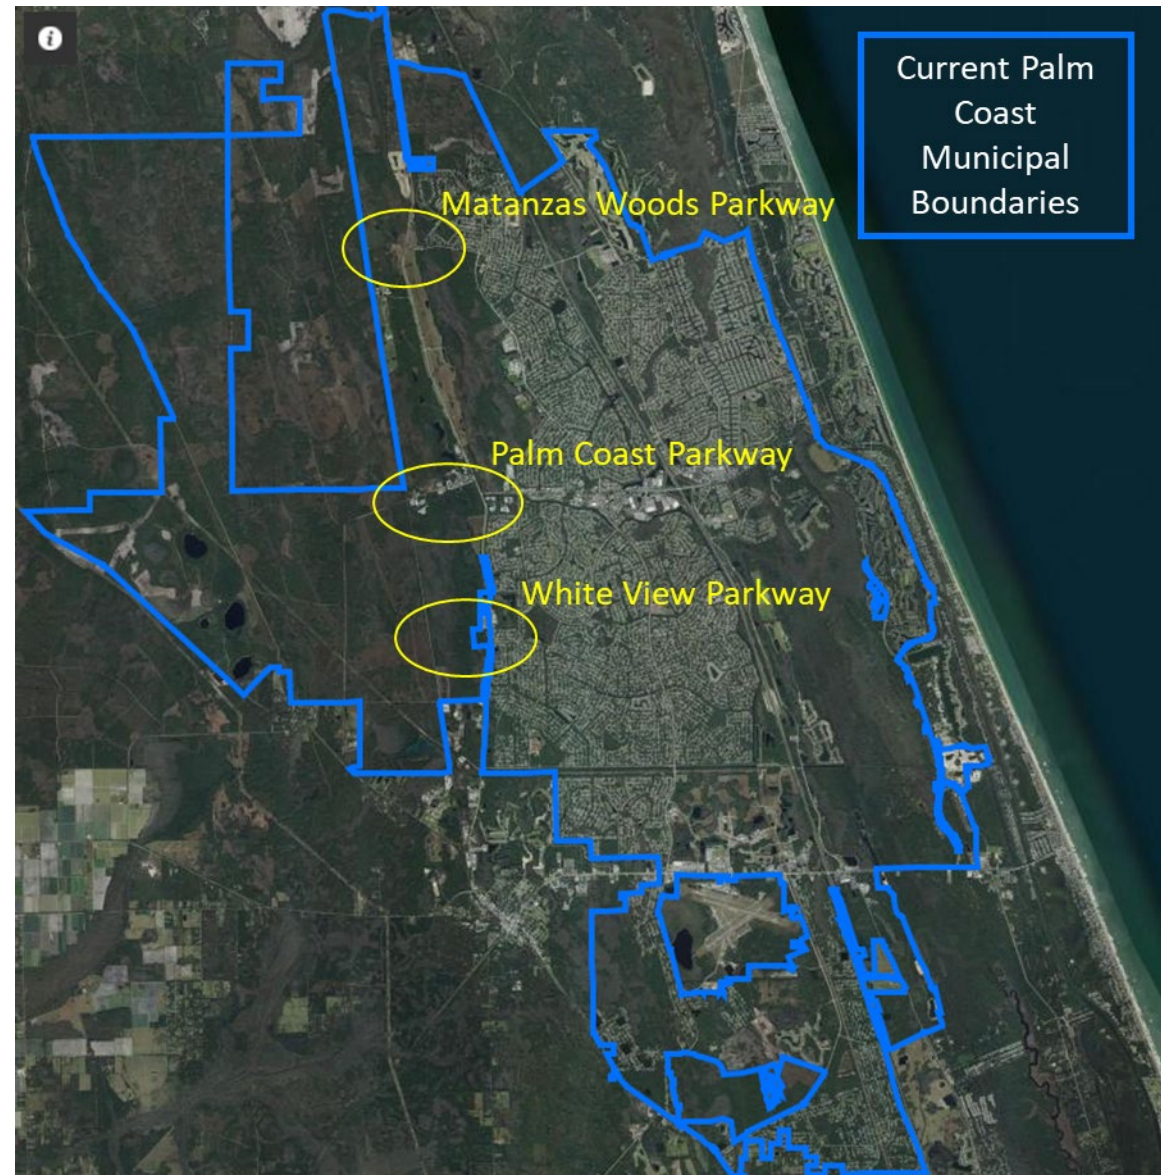 Current Palm
Coast
Municipal
Boundaries
Matanzas Woods Parkway
Palm Coast Parkway
White View Parkway